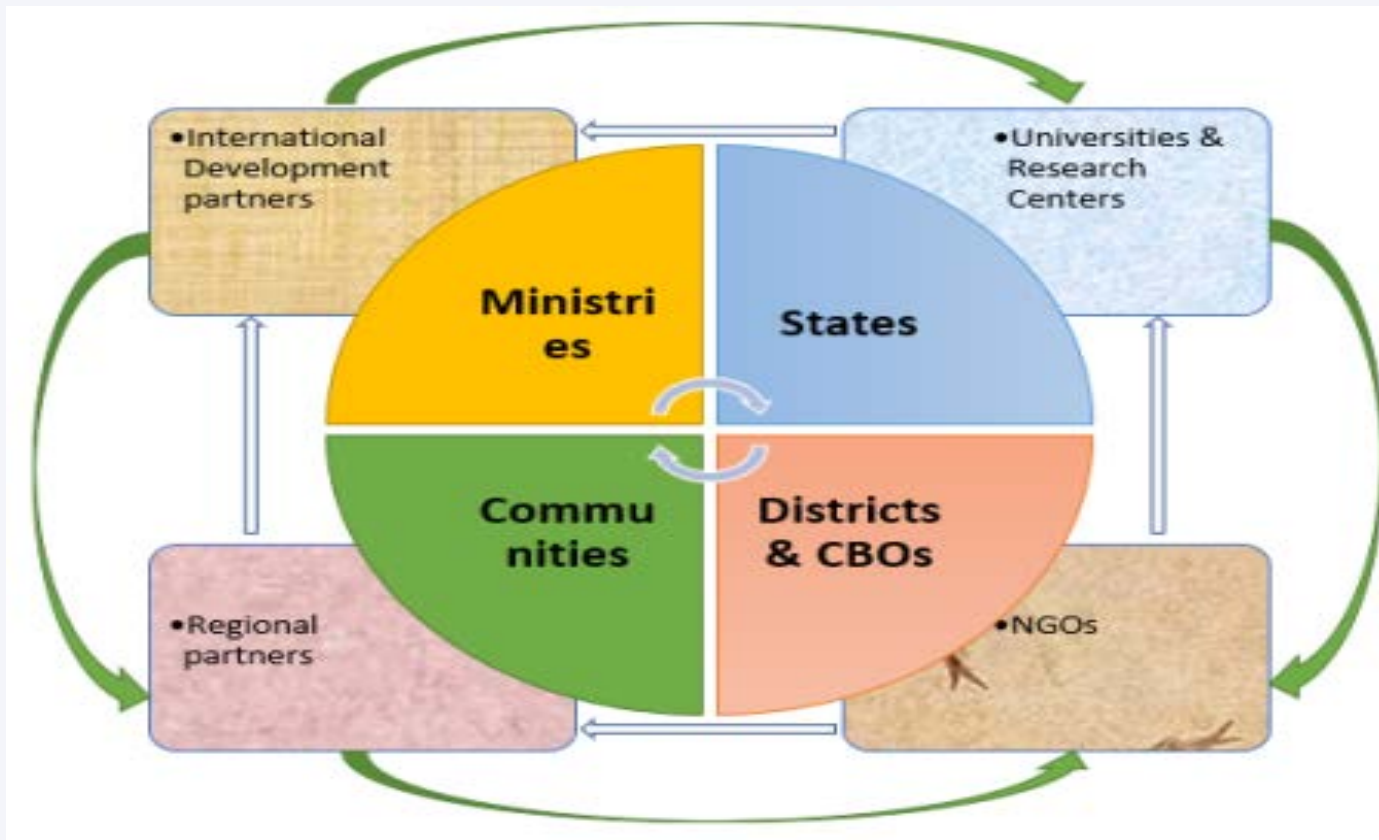 •International
Development
partners
•Universities &
Research
Centers
Ministri
es
States
Commu
nities
Districts
& CBOs
•Regional
partners
•NGOs